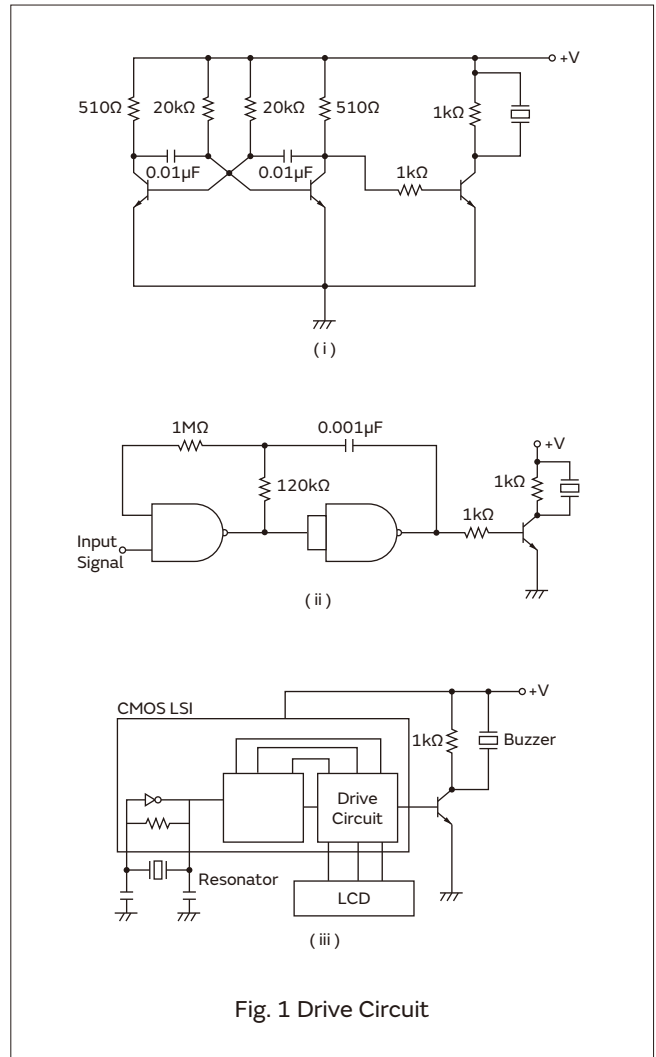 +V
510Ω 20kΩ 20kΩ 510Ω 1kΩ
0.01µF 0.01µF 1kΩ
( i )
1MΩ 0.001µF
+V
120kΩ 1kΩ
1kΩ
Input
Signal
( ii )
+V
CMOS LSI
1kΩ Buzzer
Drive
Circuit
Resonator
LCD
( iii )
Fig. 1 Drive Circuit